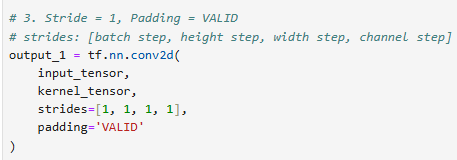 # 3. Stride = 1, Padding = VALID
# strides: [batch step, height step, width step, channel step]
output_1 = tf.nn.conv2d(
    input_tensor,
    kernel_tensor,
    strides=[1, 1, 1, 1],
    padding='VALID'
)